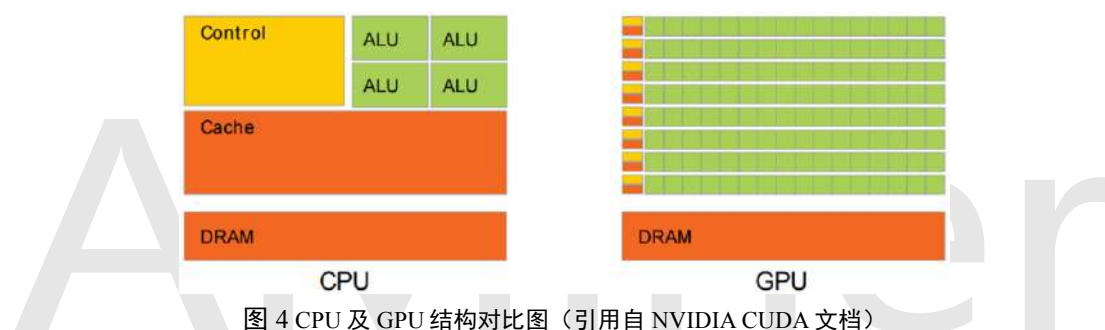 Control
ALU ALU
ALU ALU
Cache
DRAM
DRAM
CPU
GPU
图 4 CPU 及 GPU 结构对比图（引用自 NVIDIA CUDA 文档）